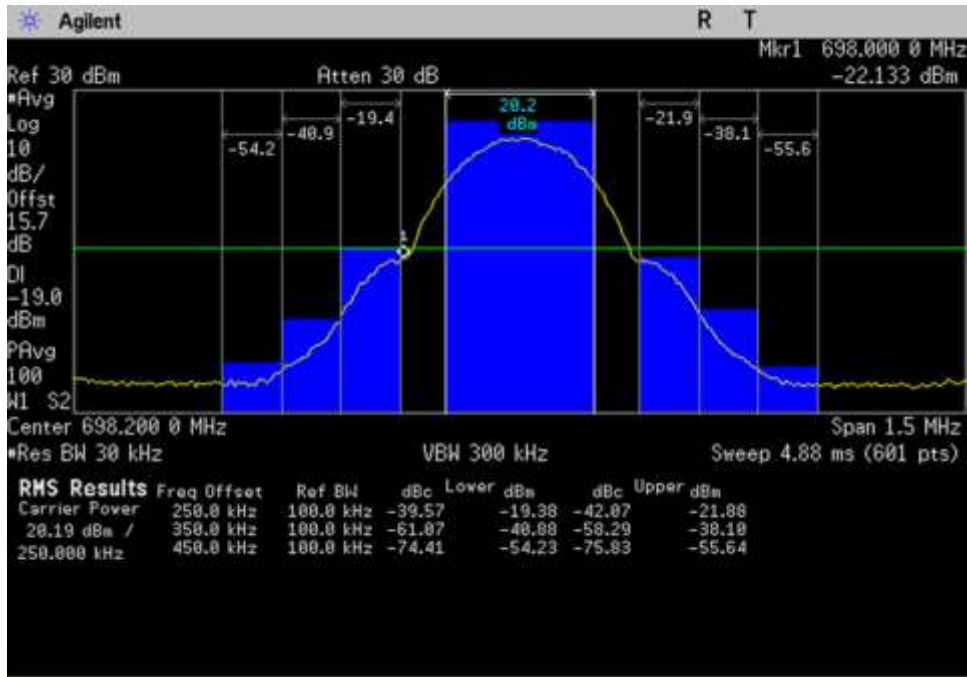 Agilent R T
Mkr1 698.000 0 MHz
Ref 30 dBm Atten 30 dB -22.133 dBm
*Avg
Log
10
dB/
Offst
15.7
dB
DI
-19.0
dBm
PAvg
100
W1 S2
-54.2
-40.9
-19.4
20.2
dBm
-21.9
-38.1
-55.6
1
Center 698.200 0 MHz Span 1.5 MHz
*Res BW 30 kHz VBW 300 kHz Sweep 4.88 ms (601 pts)
RMS Results Freq Offset Ref BW dBc Lower dBm dBc Upper dBm
Carrier Power 250.0 kHz 100.0 kHz -39.57 -19.38 -42.07 -21.88
20.19 dBm / 350.0 kHz 100.0 kHz -61.07 -40.88 -58.29 -38.10
250.000 kHz 450.0 kHz 100.0 kHz -74.41 -54.23 -75.83 -55.64